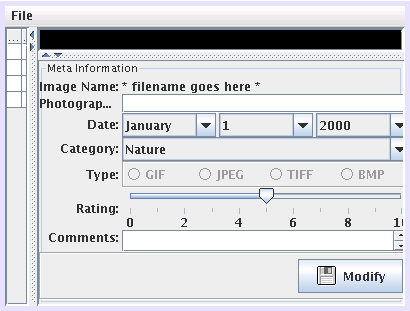 File
....
Meta Information
Image Name: * filename goes here *
Photograp...
Date: January 1 2000
Category: Nature
Type: GIF JPEG TIFF BMP
Rating:
0 2 4 6 8 10
Comments:
Modify